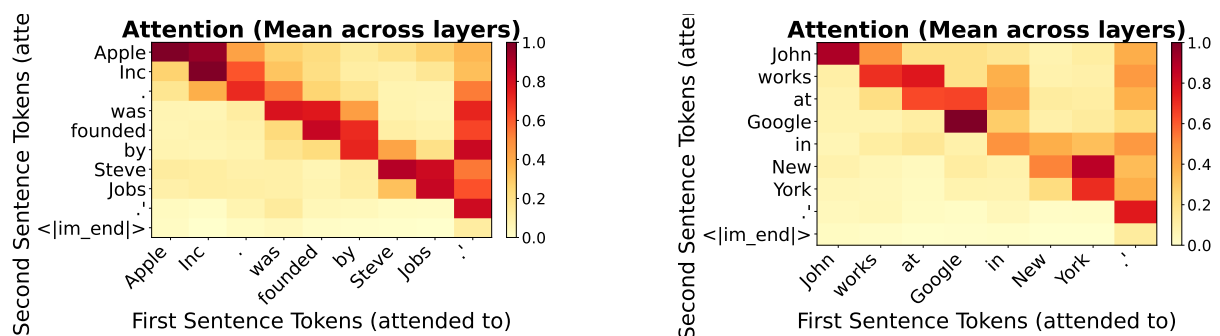 Attention (Mean across layers)
Second Sentence Tokens (atte
Apple
Inc
.
was
founded
by
Steve
Jobs
.'
<|im_end|>
Apple
Inc
.
was
founded
by
Steve
Jobs
.'
First Sentence Tokens (attended to)
1.0
0.8
0.6
0.4
0.2
0.0
Attention (Mean across layers)
Second Sentence Tokens (atte
John
works
at
Google
in
New
York
.'
<|im_end|>
John
works
at
Google
in
New
York
.'
First Sentence Tokens (attended to)
1.0
0.8
0.6
0.4
0.2
0.0